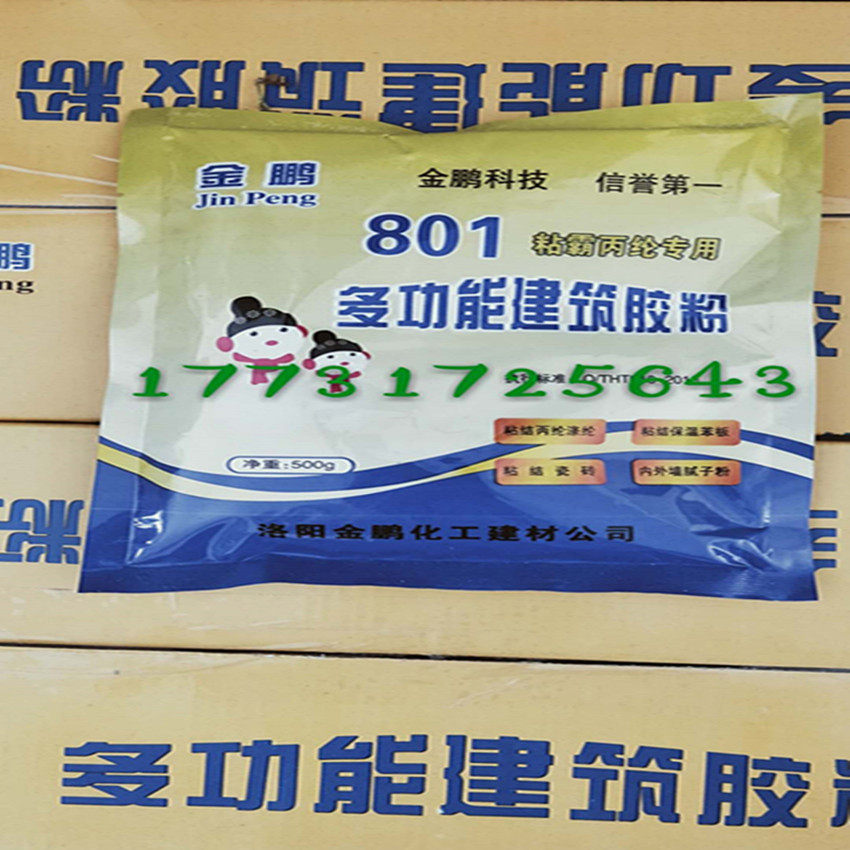 多功能建筑胶粉
金鹏
Jin Peng
金鹏科技 信誉第一
801 粘霸丙纶专用
多功能建筑胶粉
17731725643
粘结丙纶涤纶 粘结保温苯板
粘结瓷砖 内外墙腻子粉
净重:500g
洛阳金鹏化工建材公司
鹏
ng
粉
多功能建筑胶